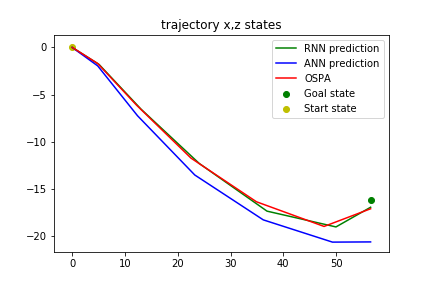 trajectory x,z states
RNN prediction
ANN prediction
OSPA
Goal state
Start state
0
−5
−10
−15
−20
0 10 20 30 40 50